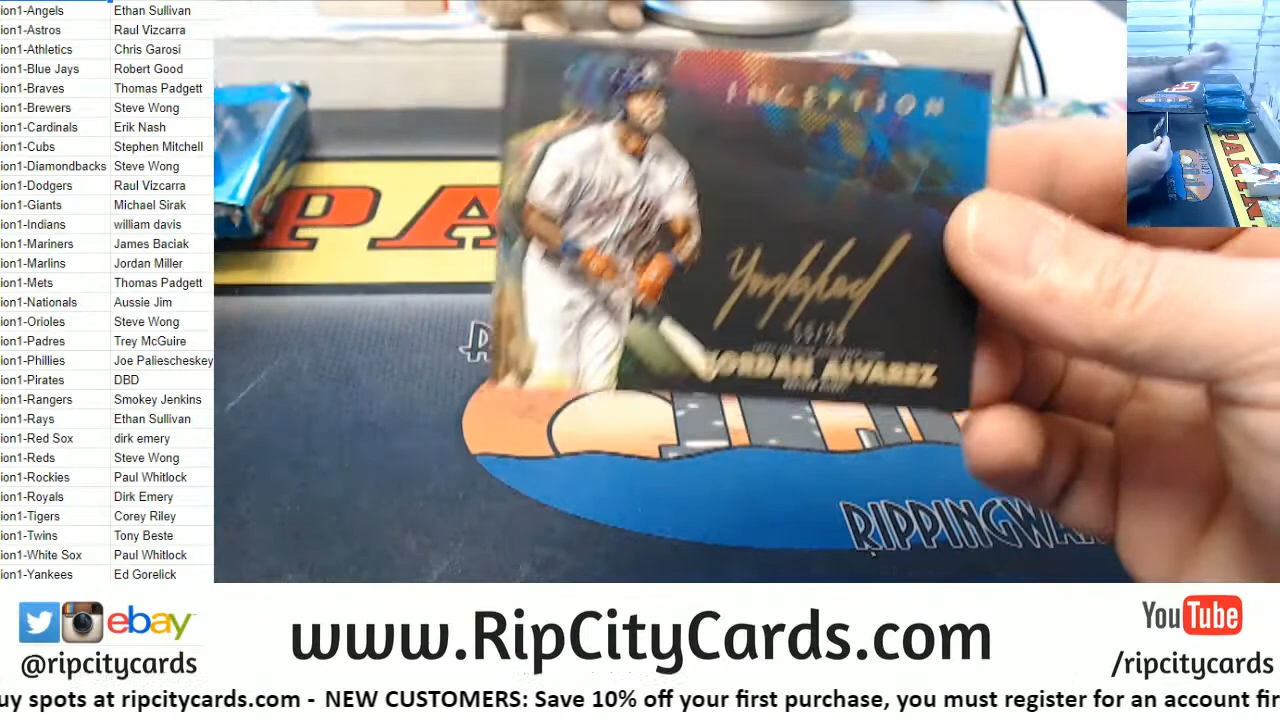 ion1-Angels Ethan Sullivan
ion1-Astros Raul Vizcarra
ion1-Athletics Chris Garosi
ion1-Blue Jays Robert Good
ion1-Braves Thomas Padgett
ion1-Brewers Steve Wong
ion1-Cardinals Erik Nash
ion1-Cubs Stephen Mitchell
ion1-Diamondbacks Steve Wong
ion1-Dodgers Raul Vizcarra
ion1-Giants Michael Sirak
ion1-Indians william davis
ion1-Mariners James Baciak
ion1-Marlins Jordan Miller
ion1-Mets Thomas Padgett
ion1-Nationals Aussie Jim
ion1-Orioles Steve Wong
ion1-Padres Trey McGuire
ion1-Phillies Joe Paliescheskey
ion1-Pirates DBD
ion1-Rangers Smokey Jenkins
ion1-Rays Ethan Sullivan
ion1-Red Sox dirk emery
ion1-Reds Steve Wong
ion1-Rockies Paul Whitlock
ion1-Royals Dirk Emery
ion1-Tigers Corey Riley
ion1-Twins Tony Beste
ion1-White Sox Paul Whitlock
ion1-Yankees Ed Gorelick
INCEPTION
PA
YORDAN ALVAREZ
RIPPINGWA
ebay
@ripcitycards
www.RipCityCards.com
YouTube
/ripcitycards
uy spots at ripcitycards.com - NEW CUSTOMERS: Save 10% off your first purchase, you must register for an account fir